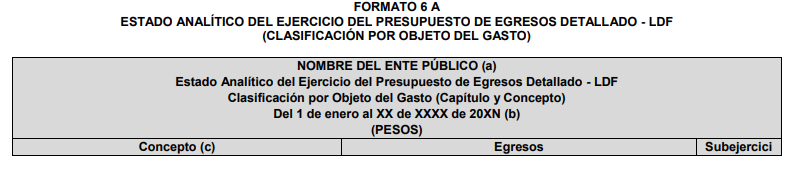 FORMATO 6 A
ESTADO ANALÍTICO DEL EJERCICIO DEL PRESUPUESTO DE EGRESOS DETALLADO - LDF
(CLASIFICACIÓN POR OBJETO DEL GASTO)
NOMBRE DEL ENTE PÚBLICO (a)
Estado Analítico del Ejercicio del Presupuesto de Egresos Detallado - LDF
Clasificación por Objeto del Gasto (Capítulo y Concepto)
Del 1 de enero al XX de XXXX de 20XN (b)
(PESOS)
Concepto (c) Egresos Subejercici